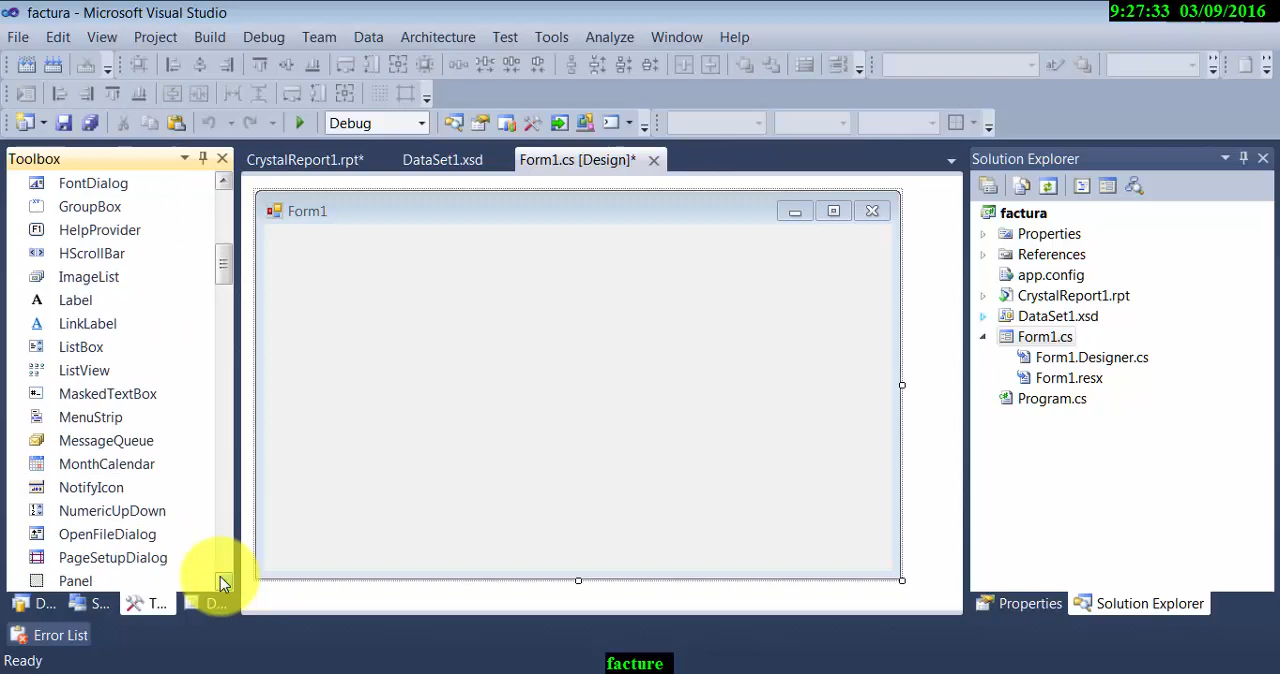 factura - Microsoft Visual Studio
9:27:33 03/09/2016
File Edit View Project Build Debug Team Data Architecture Test Tools Analyze Window Help
Debug
Toolbox
CrystalReport1.rpt*
DataSet1.xsd
Form1.cs [Design]*
Solution Explorer
FontDialog
GroupBox
HelpProvider
HScrollBar
ImageList
Label
LinkLabel
ListBox
ListView
MaskedTextBox
MenuStrip
MessageQueue
MonthCalendar
NotifyIcon
NumericUpDown
OpenFileDialog
PageSetupDialog
Panel
D...
S...
T...
D...
Form1
factura
Properties
References
app.config
CrystalReport1.rpt
DataSet1.xsd
Form1.cs
Form1.Designer.cs
Form1.resx
Program.cs
Properties
Solution Explorer
Error List
Ready
facture